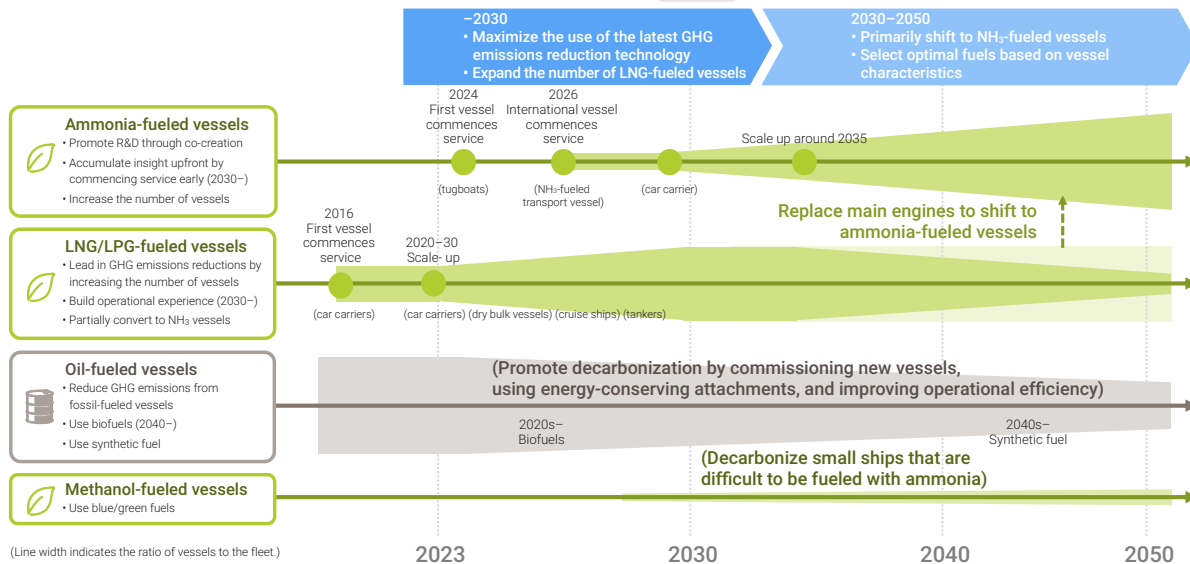 –2030
• Maximize the use of the latest GHG
emissions reduction technology
• Expand the number of LNG-fueled vessels
2030–2050
• Primarily shift to NH₃-fueled vessels
• Select optimal fuels based on vessel
characteristics
Ammonia-fueled vessels
• Promote R&D through co-creation
• Accumulate insight upfront by
commencing service early (2030–)
• Increase the number of vessels
2024
First vessel
commences
service
(tugboats)
2026
International vessel
commences
service
(NH₃-fueled
transport vessel)
(car carrier)
Scale up around 2035
Replace main engines to shift to
ammonia-fueled vessels
LNG/LPG-fueled vessels
• Lead in GHG emissions reductions by
increasing the number of vessels
• Build operational experience (2030–)
• Partially convert to NH₃ vessels
2016
First vessel
commences
service
(car carriers)
2020–30
Scale- up
(car carriers) (dry bulk vessels) (cruise ships) (tankers)
Oil-fueled vessels
• Reduce GHG emissions from
fossil-fueled vessels
• Use biofuels (2040–)
• Use synthetic fuel
(Promote decarbonization by commissioning new vessels,
using energy-conserving attachments, and improving operational efficiency)
2020s–
Biofuels
2040s–
Synthetic fuel
Methanol-fueled vessels
• Use blue/green fuels
(Decarbonize small ships that are
difficult to be fueled with ammonia)
(Line width indicates the ratio of vessels to the fleet.)
2023
2030
2040
2050